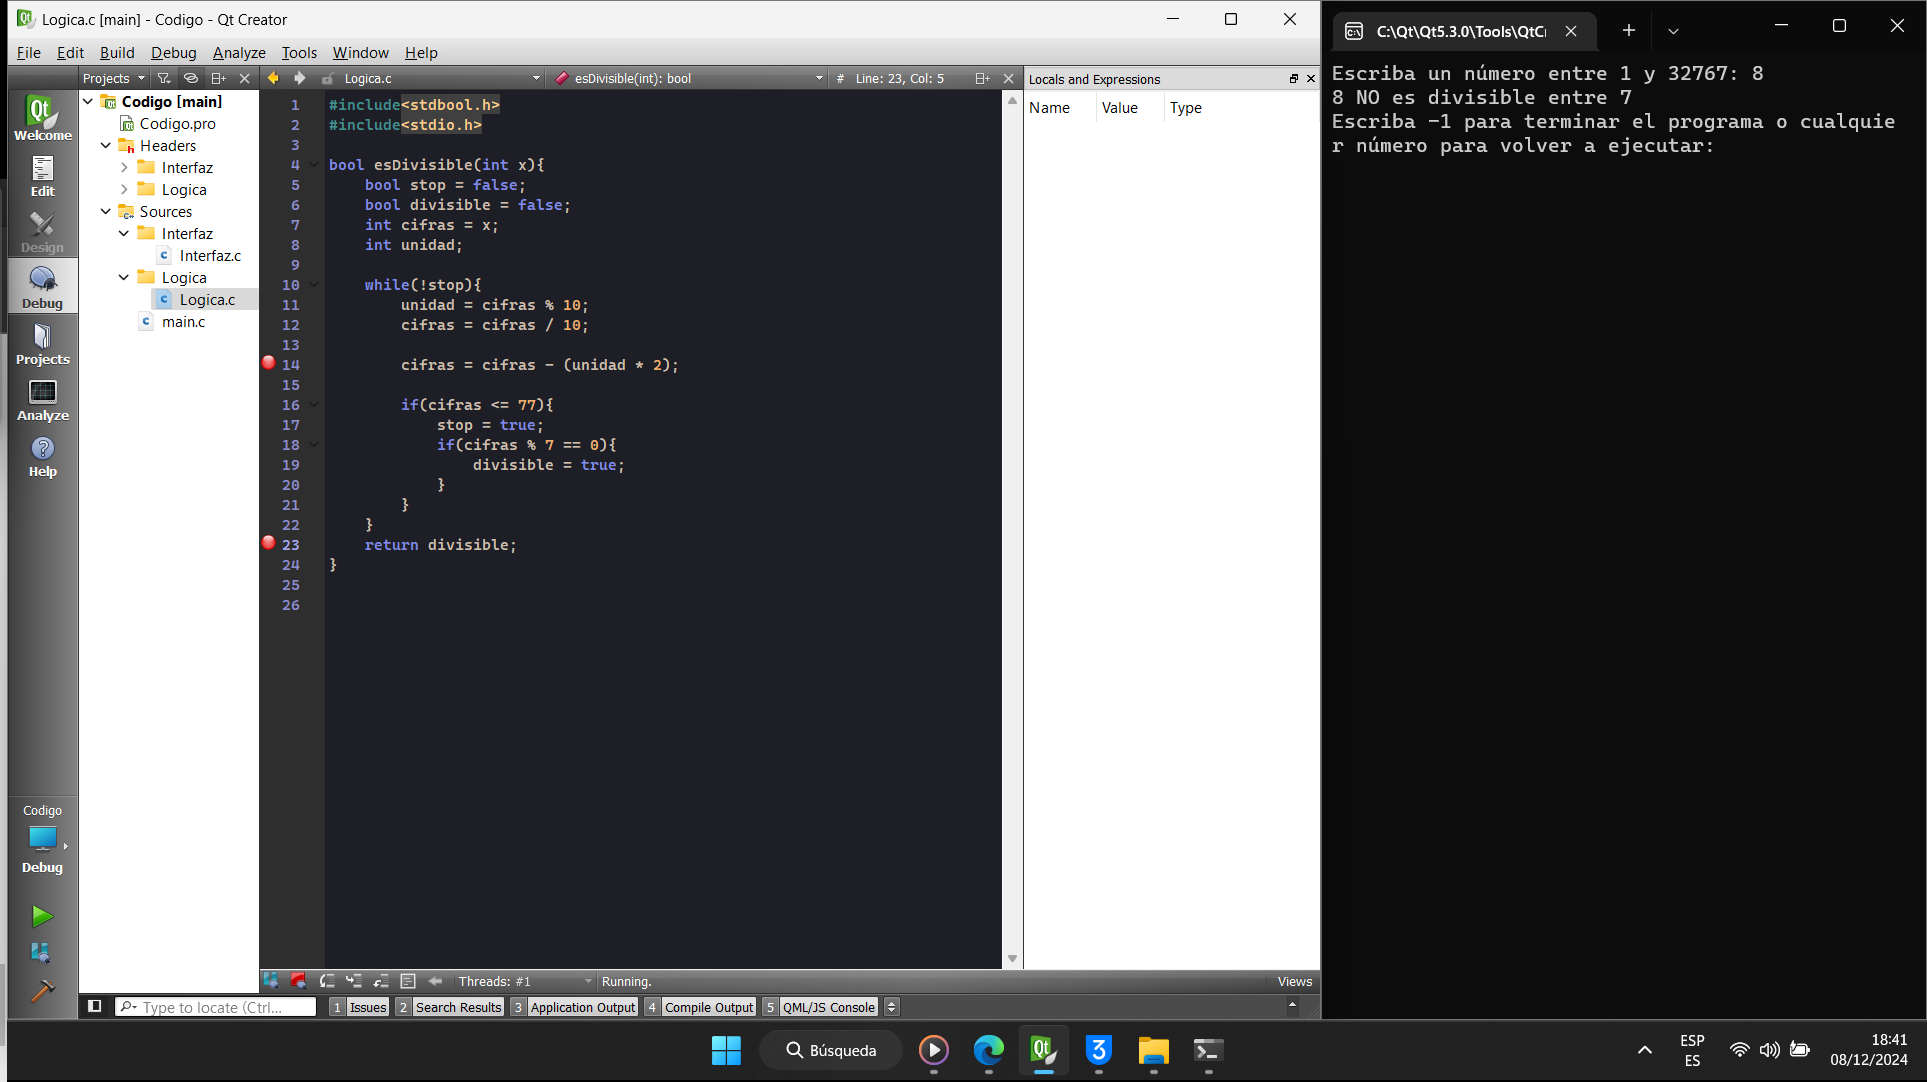 Logica.c [main] - Codigo - Qt Creator
File Edit Build Debug Analyze Tools Window Help
Projects
Logica.c
esDivisible(int): bool
# Line: 23, Col: 5
Locals and Expressions
Name Value Type
Welcome
Edit
Design
Debug
Projects
Analyze
Help
Codigo
Debug
Codigo [main]
Codigo.pro
Headers
Interfaz
Logica
Sources
Interfaz
Interfaz.c
Logica
Logica.c
main.c
1 #include<stdbool.h>
2 #include<stdio.h>
3
4 bool esDivisible(int x){
5     bool stop = false;
6     bool divisible = false;
7     int cifras = x;
8     int unidad;
9
10     while(!stop){
11         unidad = cifras % 10;
12         cifras = cifras / 10;
13
14         cifras = cifras - (unidad * 2);
15
16         if(cifras <= 77){
17             stop = true;
18             if(cifras % 7 == 0){
19                 divisible = true;
20             }
21         }
22     }
23     return divisible;
24 }
25
26
Threads: #1 Running. Views
Type to locate (Ctrl... 1 Issues 2 Search Results 3 Application Output 4 Compile Output 5 QML/JS Console
C:\Qt\Qt5.3.0\Tools\QtCr
Escriba un número entre 1 y 32767: 8
8 NO es divisible entre 7
Escriba -1 para terminar el programa o cualquie
r número para volver a ejecutar:
Búsqueda
ESP
ES
18:41
08/12/2024